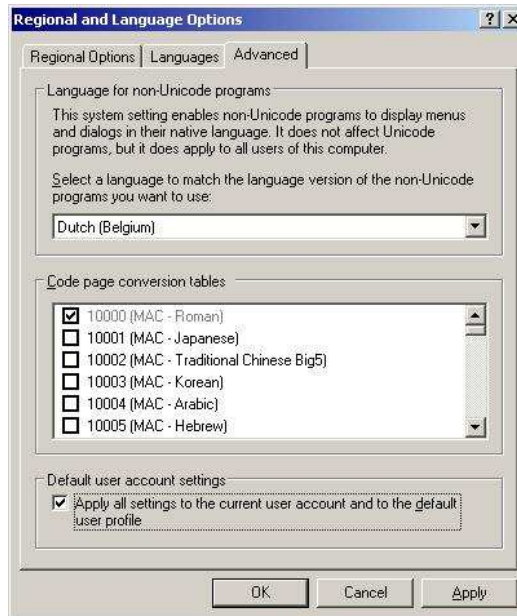 Regional and Language Options
Regional Options
Languages
Advanced
Language for non-Unicode programs
This system setting enables non-Unicode programs to display menus
and dialogs in their native language. It does not affect Unicode
programs, but it does apply to all users of this computer.
Select a language to match the language version of the non-Unicode
programs you want to use:
Dutch (Belgium)
Code page conversion tables
10000 (MAC - Roman)
10001 (MAC - Japanese)
10002 (MAC - Traditional Chinese Big5)
10003 (MAC - Korean)
10004 (MAC - Arabic)
10005 (MAC - Hebrew)
Default user account settings
Apply all settings to the current user account and to the default
user profile
OK
Cancel
Apply